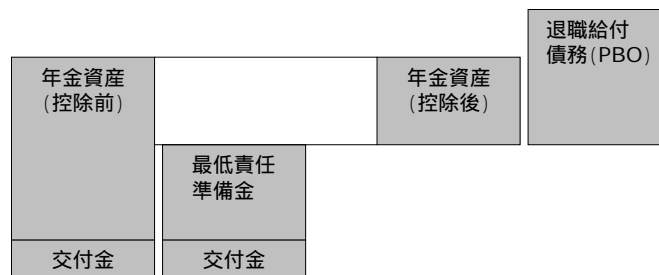 年金資産
(控除前)
交付金
最低責任
準備金
交付金
年金資産
(控除後)
退職給付
債務(PBO)